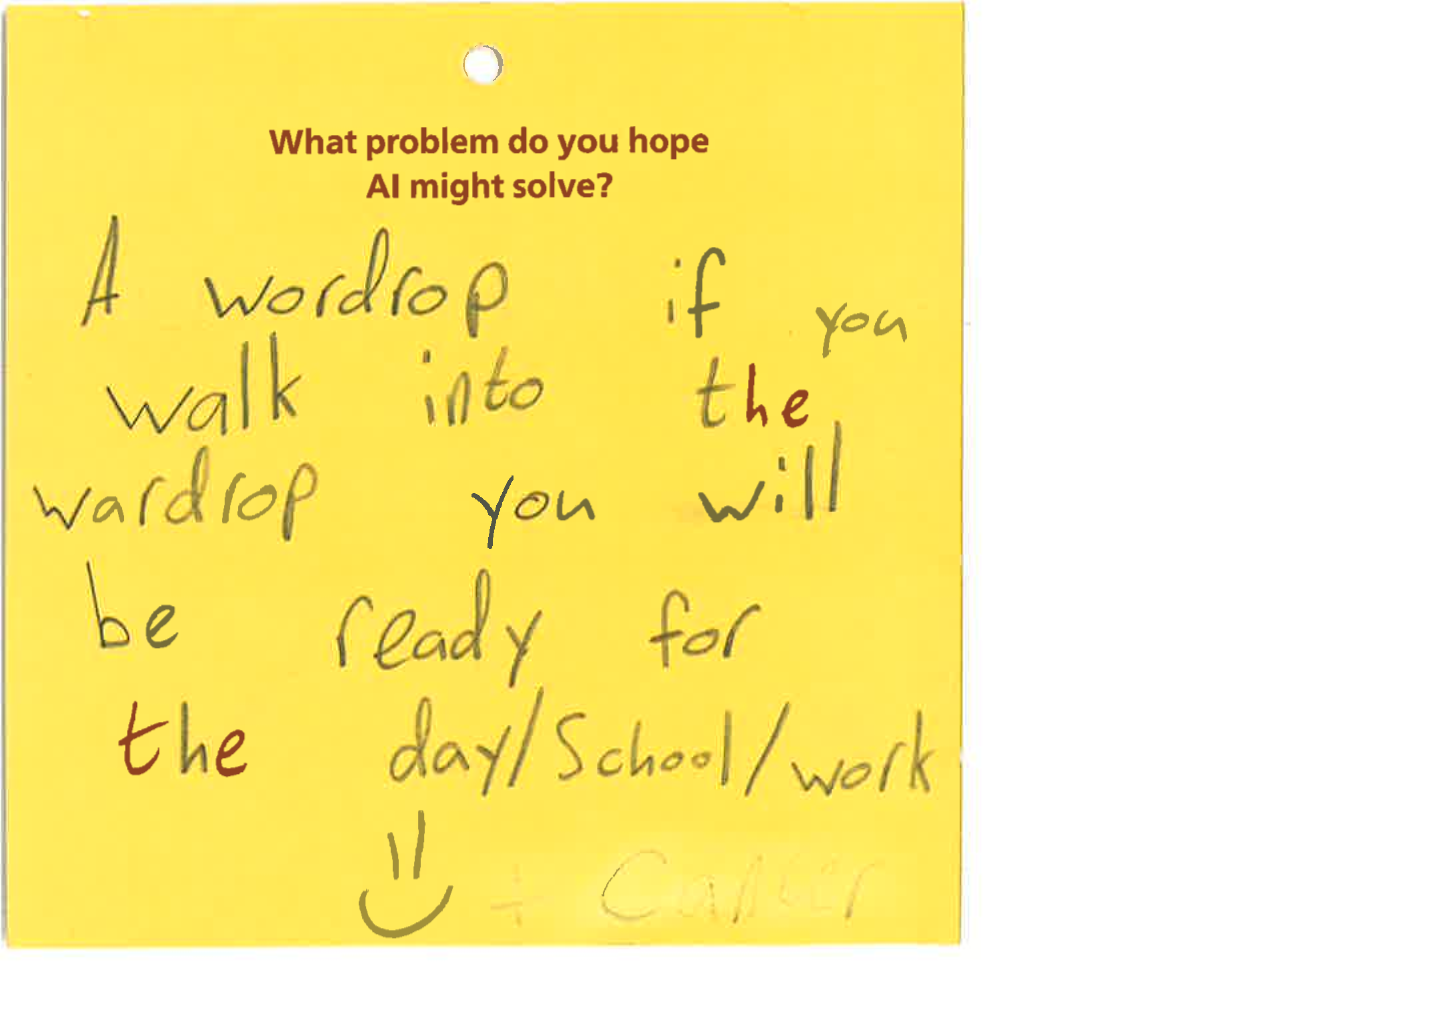 What problem do you hope
AI might solve?
A wordrop if you
walk into the
wardrop you will
be ready for
the day/School/work
+ Cancer